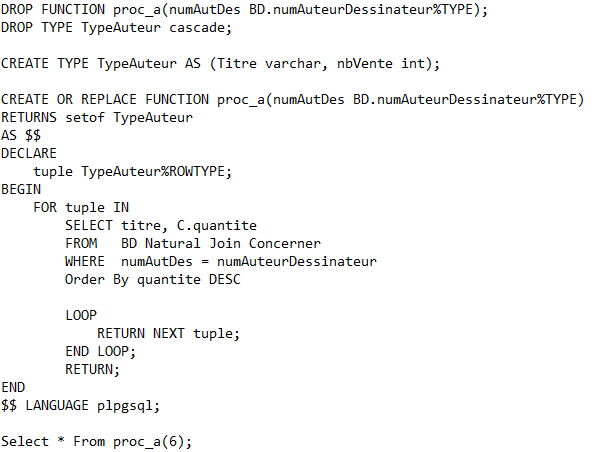 DROP FUNCTION proc_a(numAutDes BD.numAuteurDessinateur%TYPE);
DROP TYPE TypeAuteur cascade;

CREATE TYPE TypeAuteur AS (Titre varchar, nbVente int);

CREATE OR REPLACE FUNCTION proc_a(numAutDes BD.numAuteurDessinateur%TYPE)
RETURNS setof TypeAuteur
AS $$
DECLARE
    tuple TypeAuteur%ROWTYPE;
BEGIN
    FOR tuple IN
        SELECT titre, C.quantite
        FROM   BD Natural Join Concerner
        WHERE  numAutDes = numAuteurDessinateur
        Order By quantite DESC

        LOOP
            RETURN NEXT tuple;
        END LOOP;
        RETURN;
END
$$ LANGUAGE plpgsql;

Select * From proc_a(6);